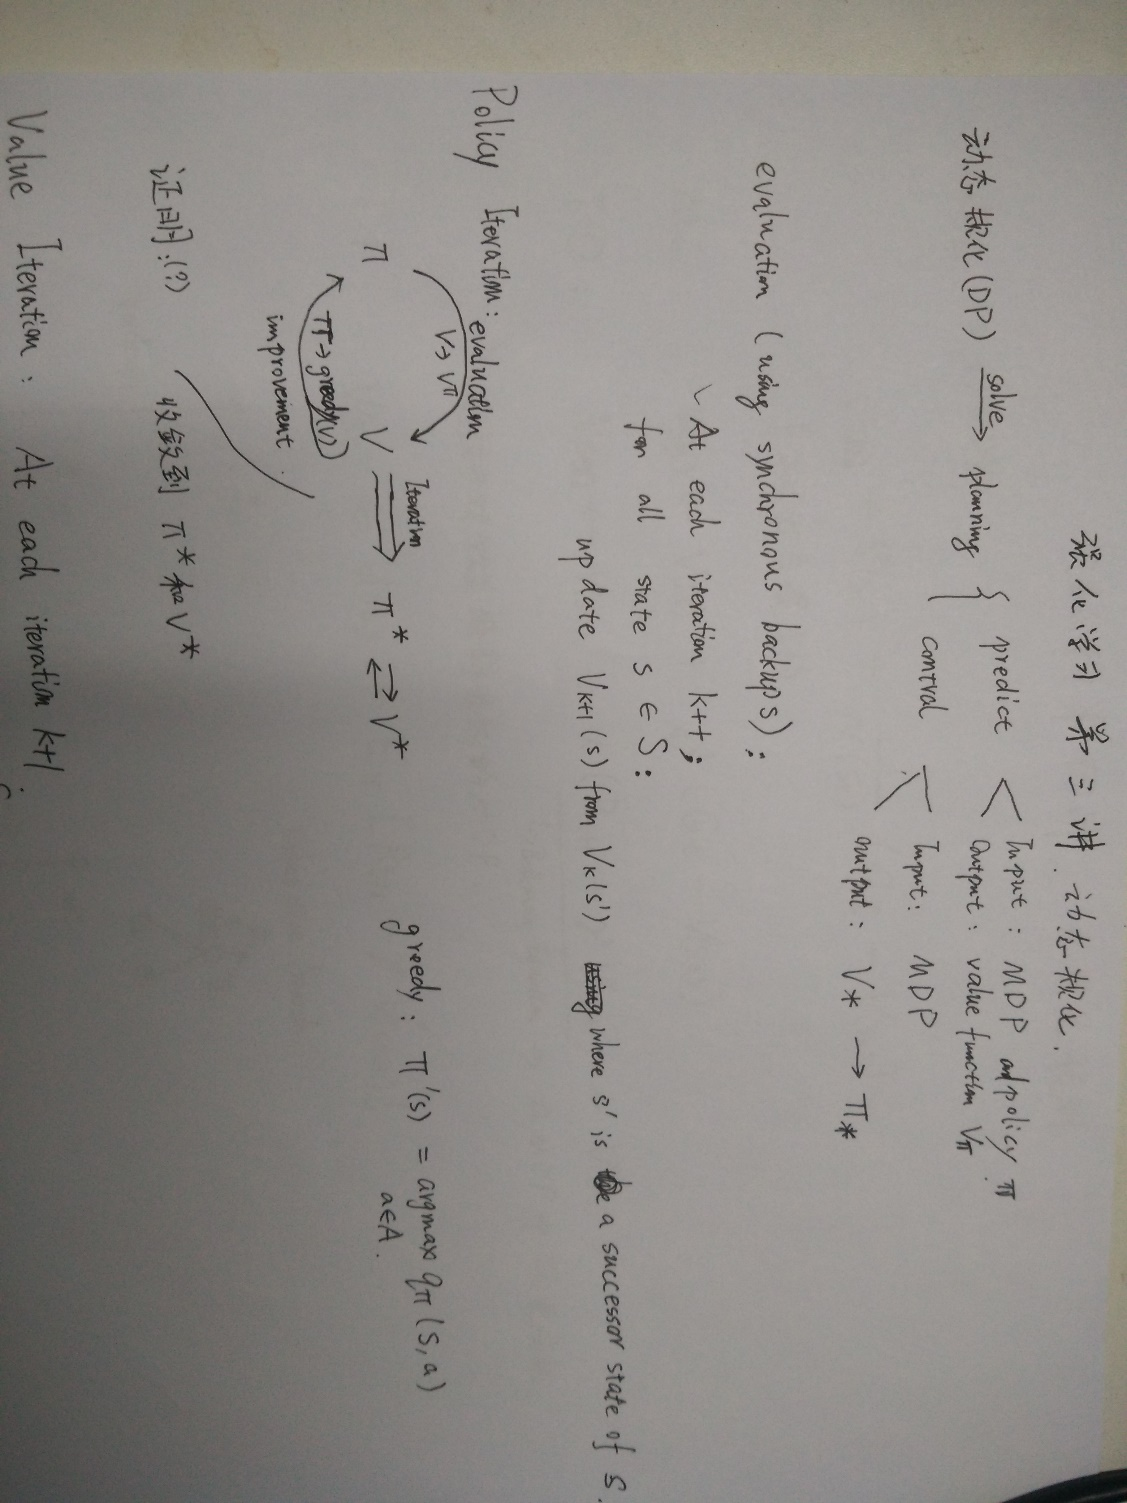 强化学习 第三讲. 动态规化.
动态规化 (DP) solve → planning { predict < Input: MDP and policy π
output: value function Vπ
control < Input: MDP
output: V* → π*
evaluation (using synchronous backups):
At each iteration k++;
for all state s ∈ S:
update Vk+1(s) from Vk(s') where s' is a successor state of s.
Policy Iteration:
evaluation
V→Vπ
π V Iteration ⇒ π* ⇄ V*
π→greedy(V)
improvement.
greedy: π'(s) = argmax qπ(s,a)
a∈A.
证明:(?) 收敛到 π* 和 V*
Value Iteration: At each iteration k+1